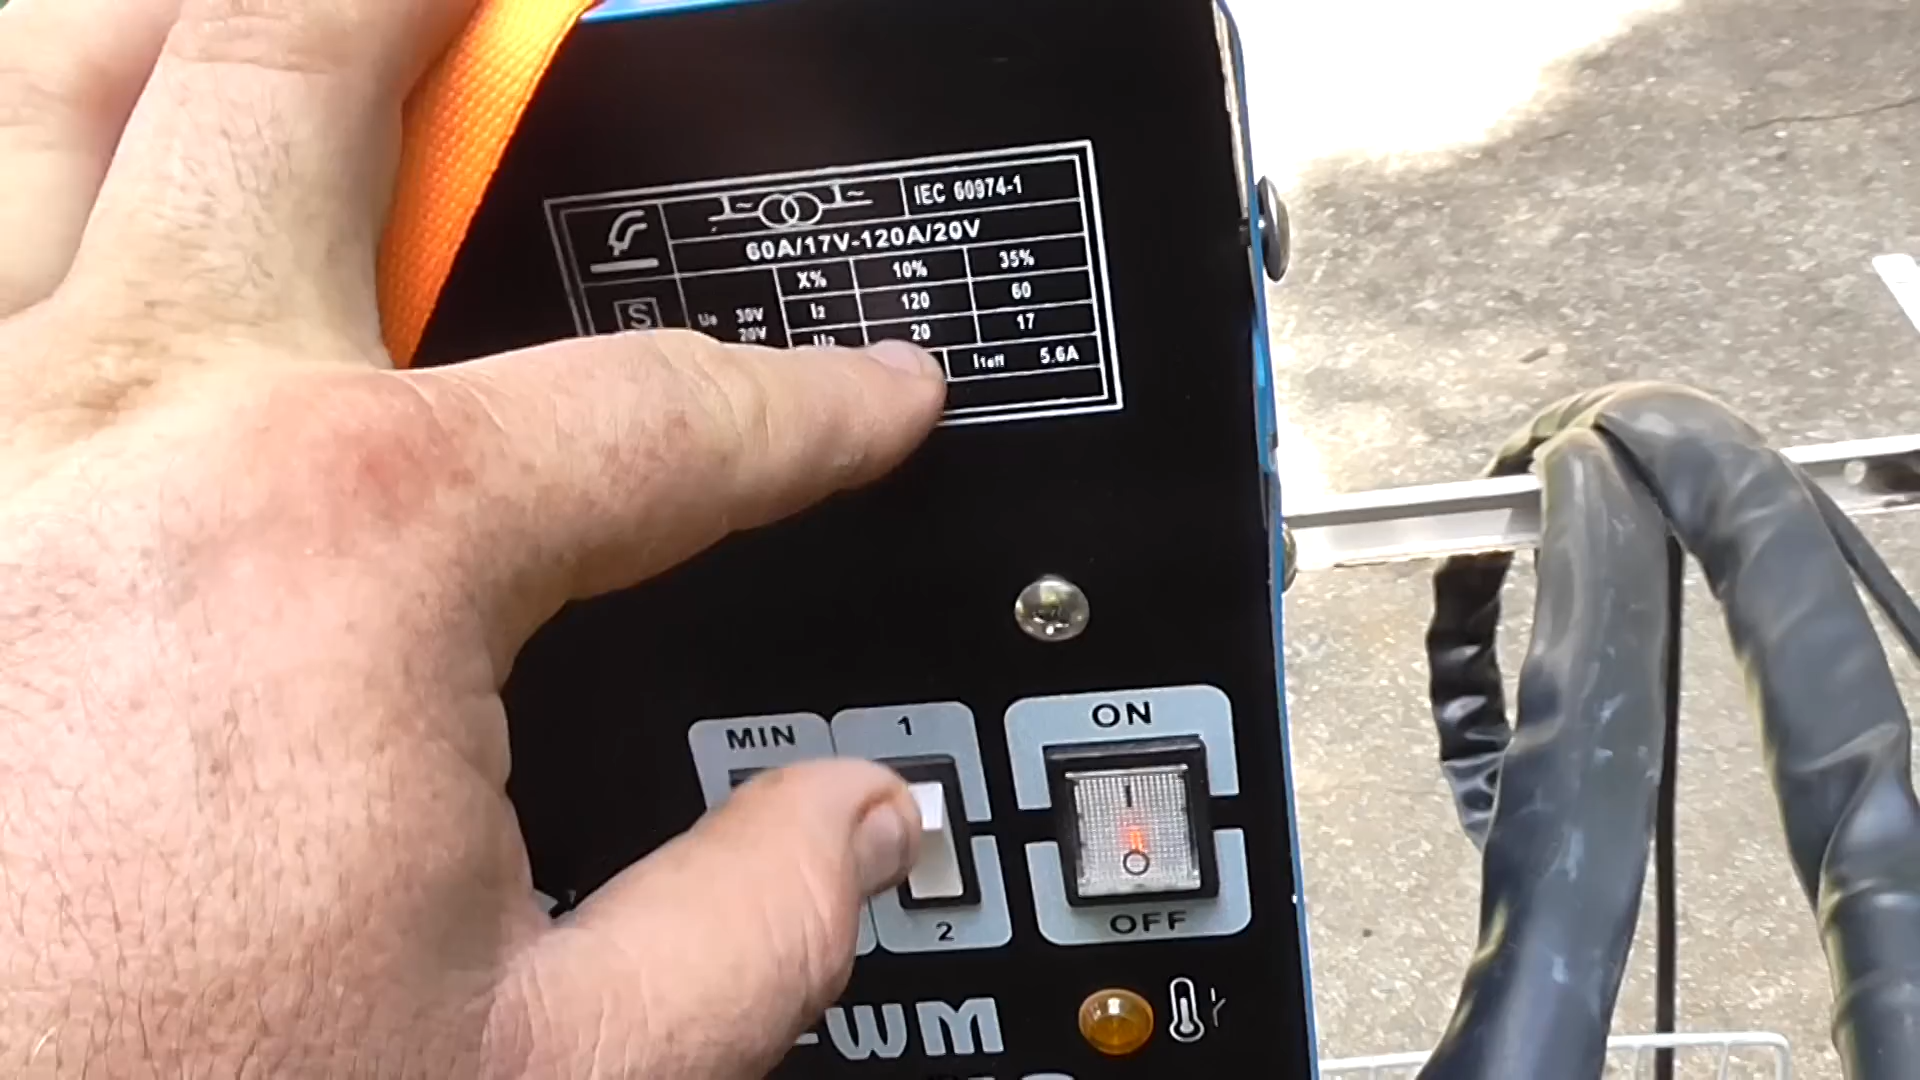 IEC 60974-1
60A/17V-120A/20V
X% 10% 35%
S U₀ 30V I₂ 120 60
20V U₂ 20 17
I₁eff 5.6A
MIN 1 ON
I
O
2 OFF
WM